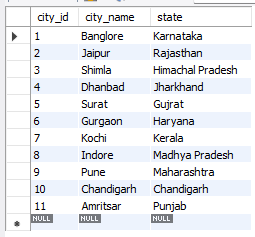 city_id city_name state
1 Banglore Karnataka
2 Jaipur Rajasthan
3 Shimla Himachal Pradesh
4 Dhanbad Jharkhand
5 Surat Gujrat
6 Gurgaon Haryana
7 Kochi Kerala
8 Indore Madhya Pradesh
9 Pune Maharashtra
10 Chandigarh Chandigarh
11 Amritsar Punjab
NULL NULL NULL